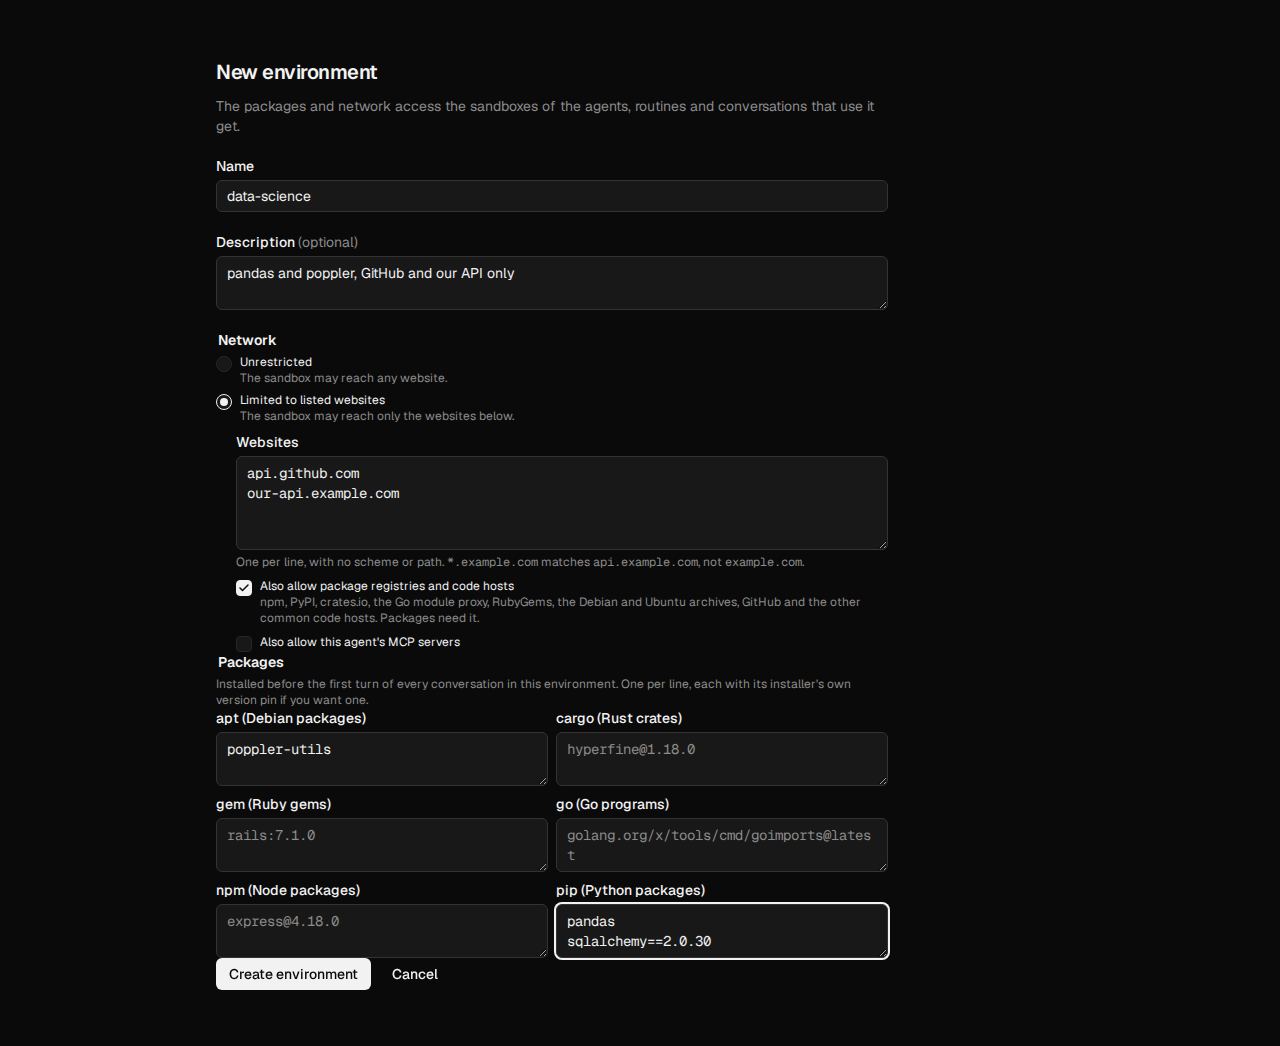 New environment
The packages and network access the sandboxes of the agents, routines and conversations that use it
get.
Name
data-science
Description (optional)
pandas and poppler, GitHub and our API only
Network
Unrestricted
The sandbox may reach any website.
Limited to listed websites
The sandbox may reach only the websites below.
Websites
api.github.com
our-api.example.com
One per line, with no scheme or path. *.example.com matches api.example.com, not example.com.
Also allow package registries and code hosts
npm, PyPI, crates.io, the Go module proxy, RubyGems, the Debian and Ubuntu archives, GitHub and the other
common code hosts. Packages need it.
Also allow this agent's MCP servers
Packages
Installed before the first turn of every conversation in this environment. One per line, each with its installer's own
version pin if you want one.
apt (Debian packages)
poppler-utils
cargo (Rust crates)
hyperfine@1.18.0
gem (Ruby gems)
rails:7.1.0
go (Go programs)
golang.org/x/tools/cmd/goimports@lates
t
npm (Node packages)
express@4.18.0
pip (Python packages)
pandas
sqlalchemy==2.0.30
Create environment
Cancel